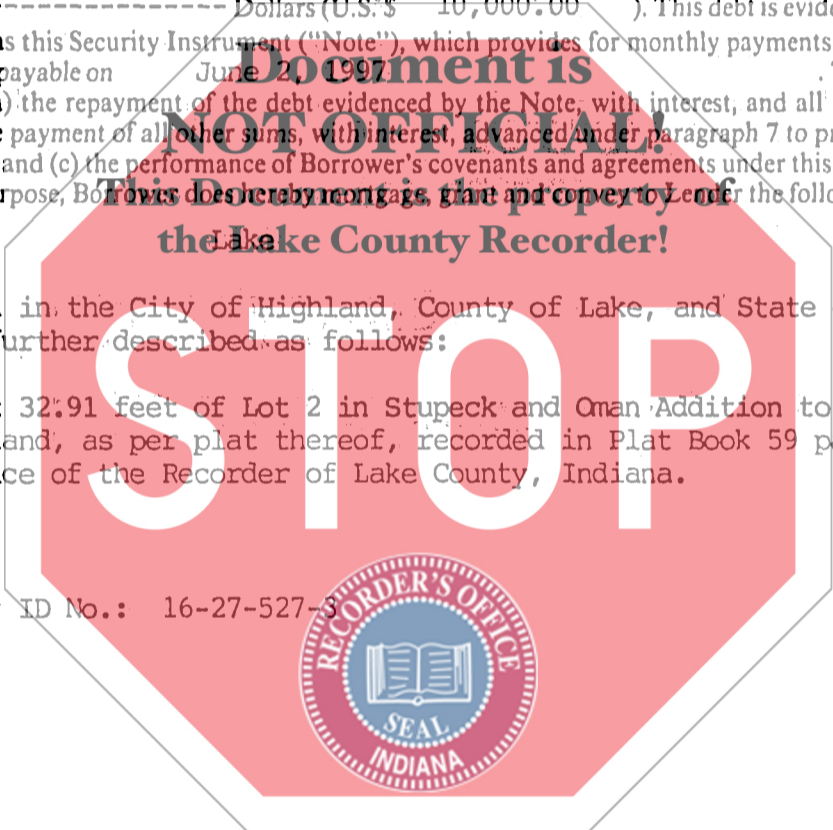 Dollars (U.S. $ 10,000.00 ). This debt is evid
s this Security Instrument ("Note"), which provides for monthly payments
payable on June 2, 1997
) the repayment of the debt evidenced by the Note, with interest, and all
payment of all other sums, with interest, advanced under paragraph 7 to p
and (c) the performance of Borrower's covenants and agreements under this
rpose, Borrower does hereby mortgage, grant and convey to Lender the follo
Lake
Document is
NOT OFFICIAL!
This Document is the property of
the Lake County Recorder!
in the City of Highland, County of Lake, and State
urther described as follows:
32.91 feet of Lot 2 in Stupeck and Oman Addition to
and, as per plat thereof, recorded in Plat Book 59 p
ce of the Recorder of Lake County, Indiana.
STOP
ID No.: 16-27-527-3
RECORDER'S OFFICE
SEAL
INDIANA